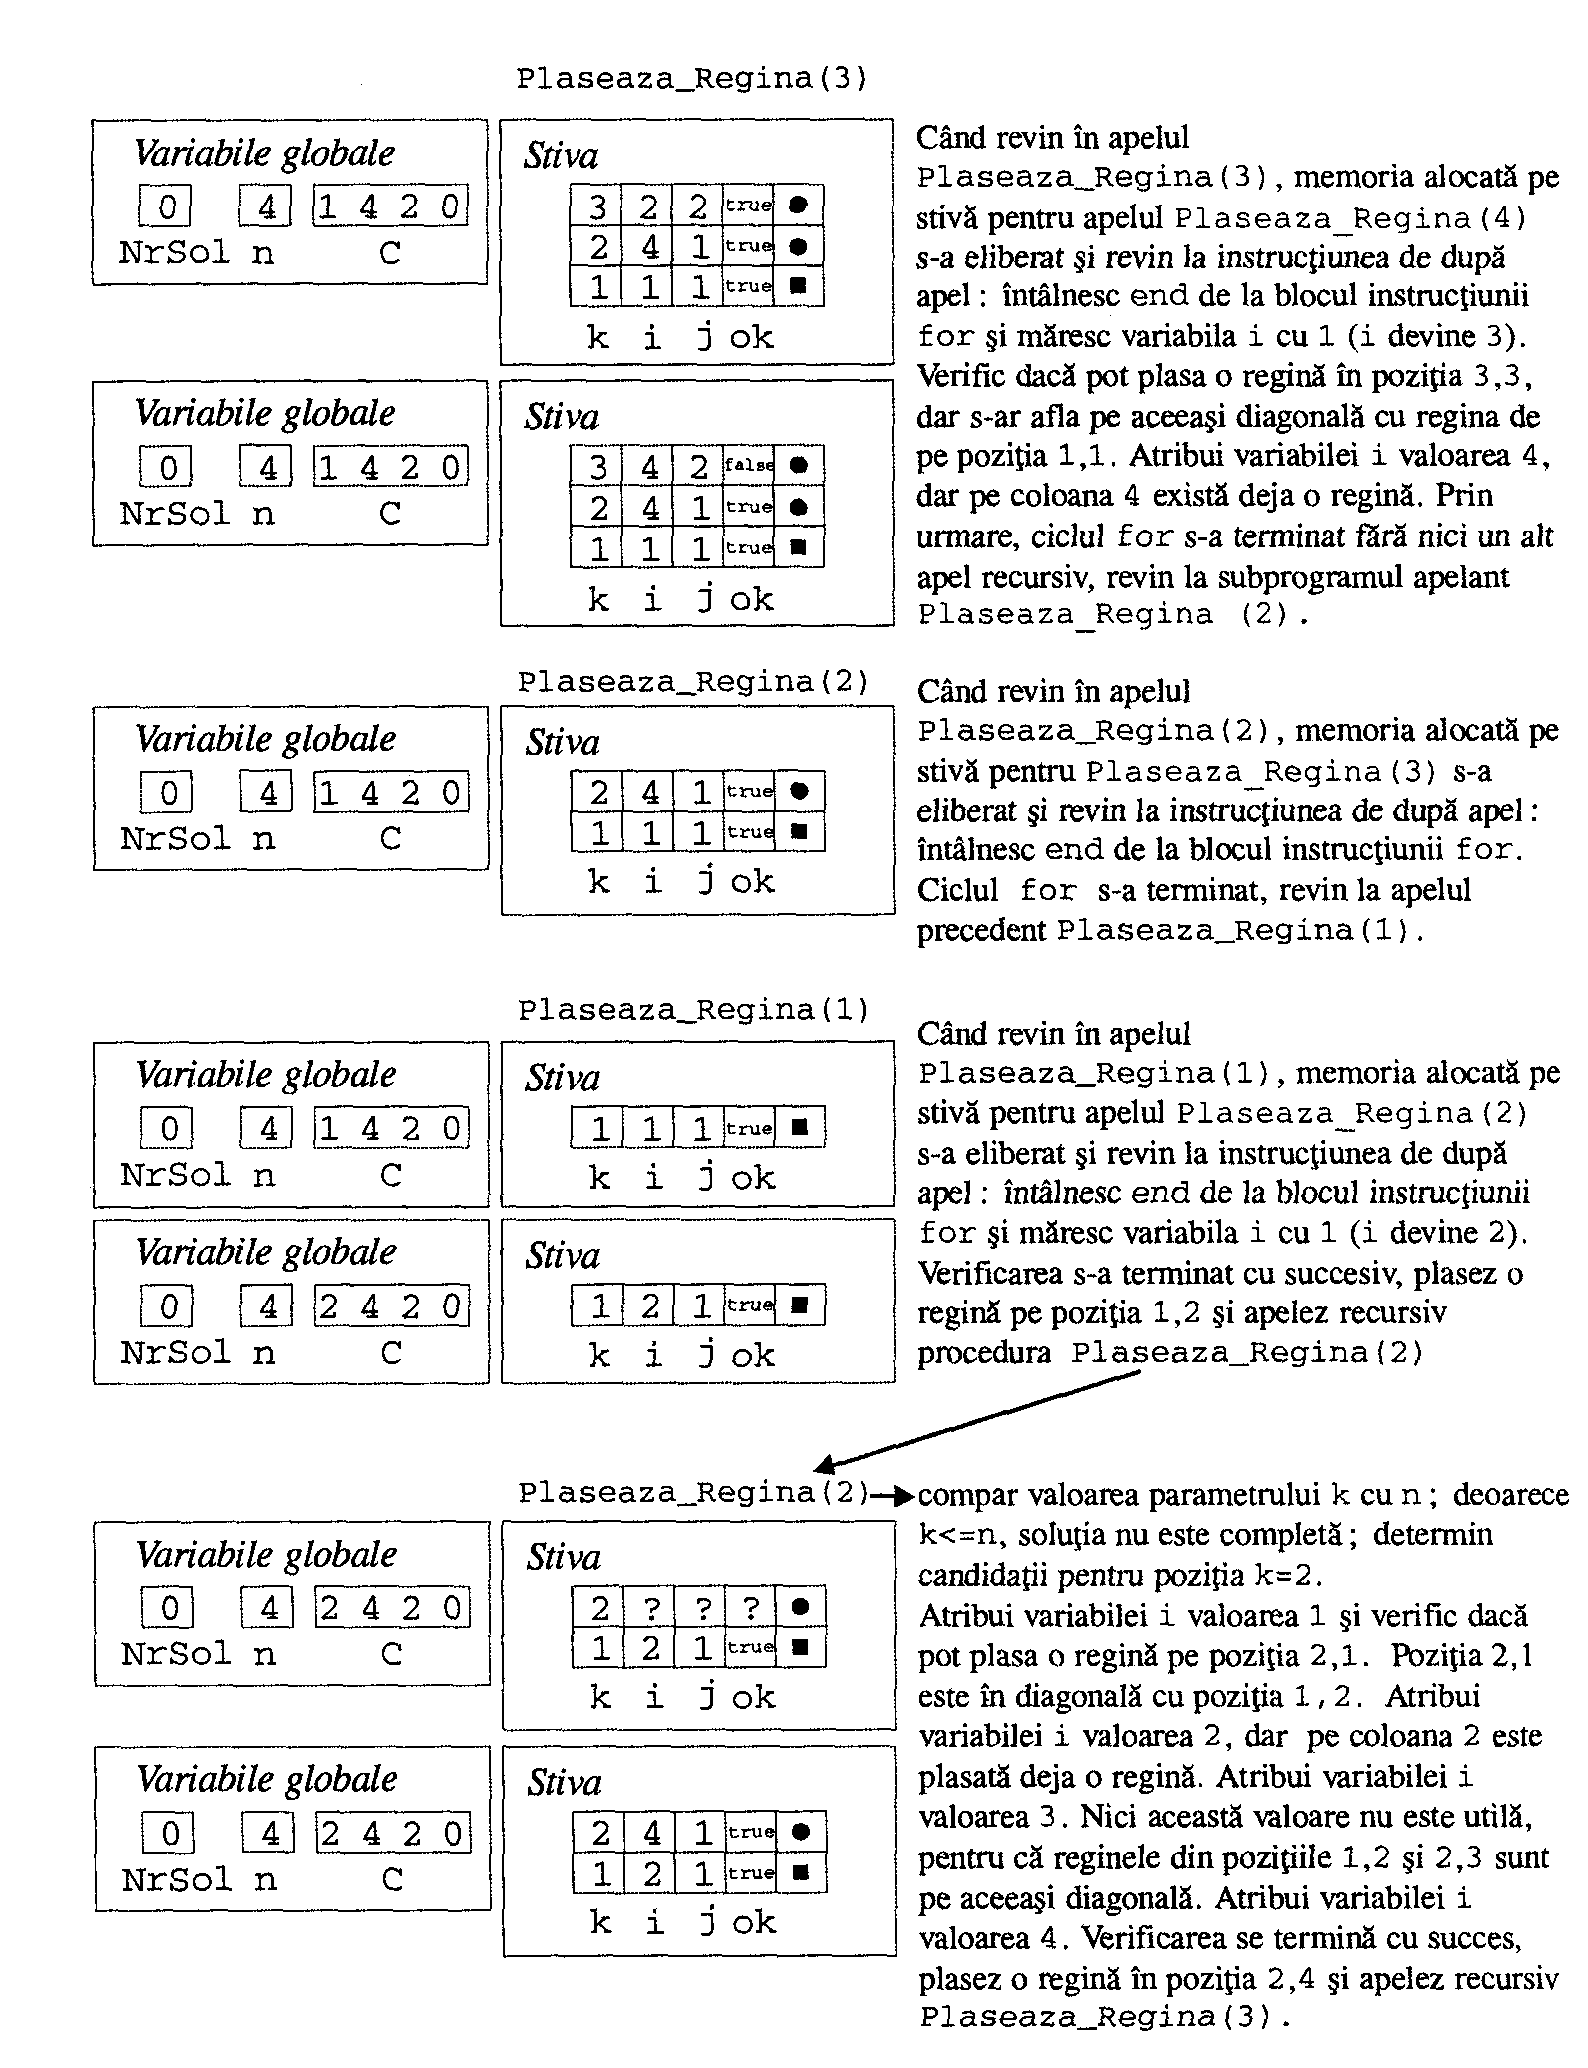 Plaseaza_Regina(3)
Variabile globale
0 4 1 4 2 0
NrSol n C
Stiva
3 2 2 true ●
2 4 1 true ●
1 1 1 true ■
k i j ok
Când revin în apelul
Plaseaza_Regina(3), memoria alocată pe
stivă pentru apelul Plaseaza_Regina(4)
s-a eliberat şi revin la instrucţiunea de după
apel : întâlnesc end de la blocul instrucţiunii
for şi măresc variabila i cu 1 (i devine 3).
Verific dacă pot plasa o regină în poziţia 3,3,
dar s-ar afla pe aceeaşi diagonală cu regina de
pe poziţia 1,1. Atribui variabilei i valoarea 4,
dar pe coloana 4 există deja o regină. Prin
urmare, ciclul for s-a terminat fără nici un alt
apel recursiv, revin la subprogramul apelant
Plaseaza_Regina (2).
Variabile globale
0 4 1 4 2 0
NrSol n C
Stiva
3 4 2 false ●
2 4 1 true ●
1 1 1 true ■
k i j ok
Plaseaza_Regina(2)
Variabile globale
0 4 1 4 2 0
NrSol n C
Stiva
2 4 1 true ●
1 1 1 true ■
k i j ok
Când revin în apelul
Plaseaza_Regina(2), memoria alocată pe
stivă pentru Plaseaza_Regina(3) s-a
eliberat şi revin la instrucţiunea de după apel :
întâlnesc end de la blocul instrucţiunii for.
Ciclul for s-a terminat, revin la apelul
precedent Plaseaza_Regina(1).
Plaseaza_Regina(1)
Variabile globale
0 4 1 4 2 0
NrSol n C
Stiva
1 1 1 true ■
k i j ok
Când revin în apelul
Plaseaza_Regina(1), memoria alocată pe
stivă pentru apelul Plaseaza_Regina(2)
s-a eliberat şi revin la instrucţiunea de după
apel : întâlnesc end de la blocul instrucţiunii
for şi măresc variabila i cu 1 (i devine 2).
Verificarea s-a terminat cu succesiv, plasez o
regină pe poziţia 1,2 şi apelez recursiv
procedura Plaseaza_Regina(2)
Variabile globale
0 4 2 4 2 0
NrSol n C
Stiva
1 2 1 true ■
k i j ok
Plaseaza_Regina(2)
Variabile globale
0 4 2 4 2 0
NrSol n C
Stiva
2 ? ? ? ●
1 2 1 true ■
k i j ok
compar valoarea parametrului k cu n ; deoarece
k<=n, soluţia nu este completă ; determin
candidaţii pentru poziţia k=2.
Atribui variabilei i valoarea 1 şi verific dacă
pot plasa o regină pe poziţia 2,1. Poziţia 2,1
este în diagonală cu poziţia 1,2. Atribui
variabilei i valoarea 2, dar pe coloana 2 este
plasată deja o regină. Atribui variabilei i
valoarea 3. Nici această valoare nu este utilă,
pentru că reginele din poziţiile 1,2 şi 2,3 sunt
pe aceeaşi diagonală. Atribui variabilei i
valoarea 4. Verificarea se termină cu succes,
plasez o regină în poziţia 2,4 şi apelez recursiv
Plaseaza_Regina(3).
Variabile globale
0 4 2 4 2 0
NrSol n C
Stiva
2 4 1 true ●
1 2 1 true ■
k i j ok